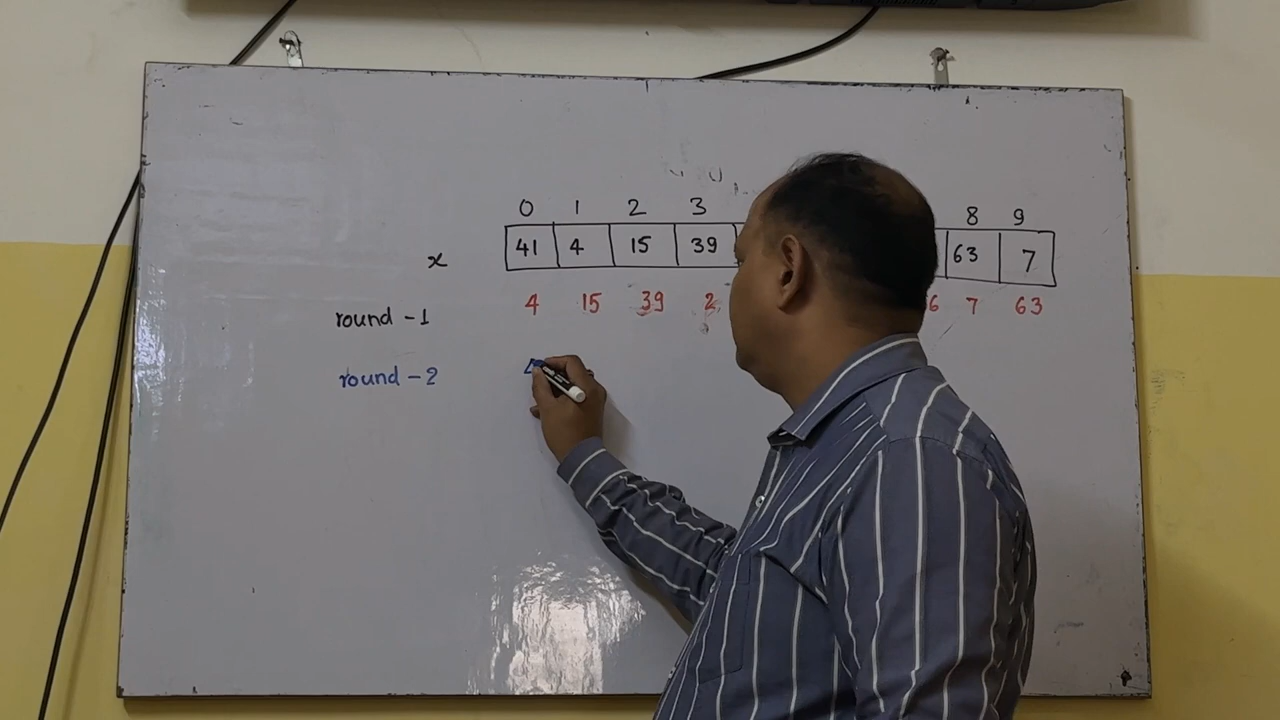 0 1 2 3 8 9
x 41 4 15 39 63 7
round -1 4 15 39 2 6 7 63
round -2